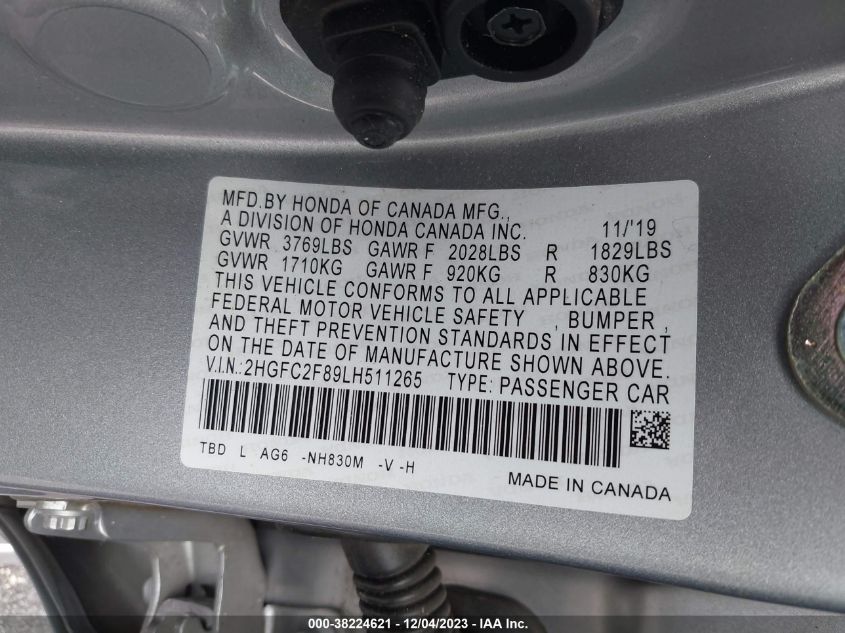 MFD.BY HONDA OF CANADA MFG.,
A DIVISION OF HONDA CANADA INC. 11/'19
GVWR 3769LBS GAWR F 2028LBS R 1829LBS
GVWR 1710KG GAWR F 920KG R 830KG
THIS VEHICLE CONFORMS TO ALL APPLICABLE
FEDERAL MOTOR VEHICLE SAFETY , BUMPER ,
AND THEFT PREVENTION STANDARDS IN EFFECT
ON THE DATE OF MANUFACTURE SHOWN ABOVE.
V.I.N.:2HGFC2F89LH511265 TYPE: PASSENGER CAR
TBD L AG6 -NH830M -V -H
MADE IN CANADA
000-38224621 - 12/04/2023 - IAA Inc.